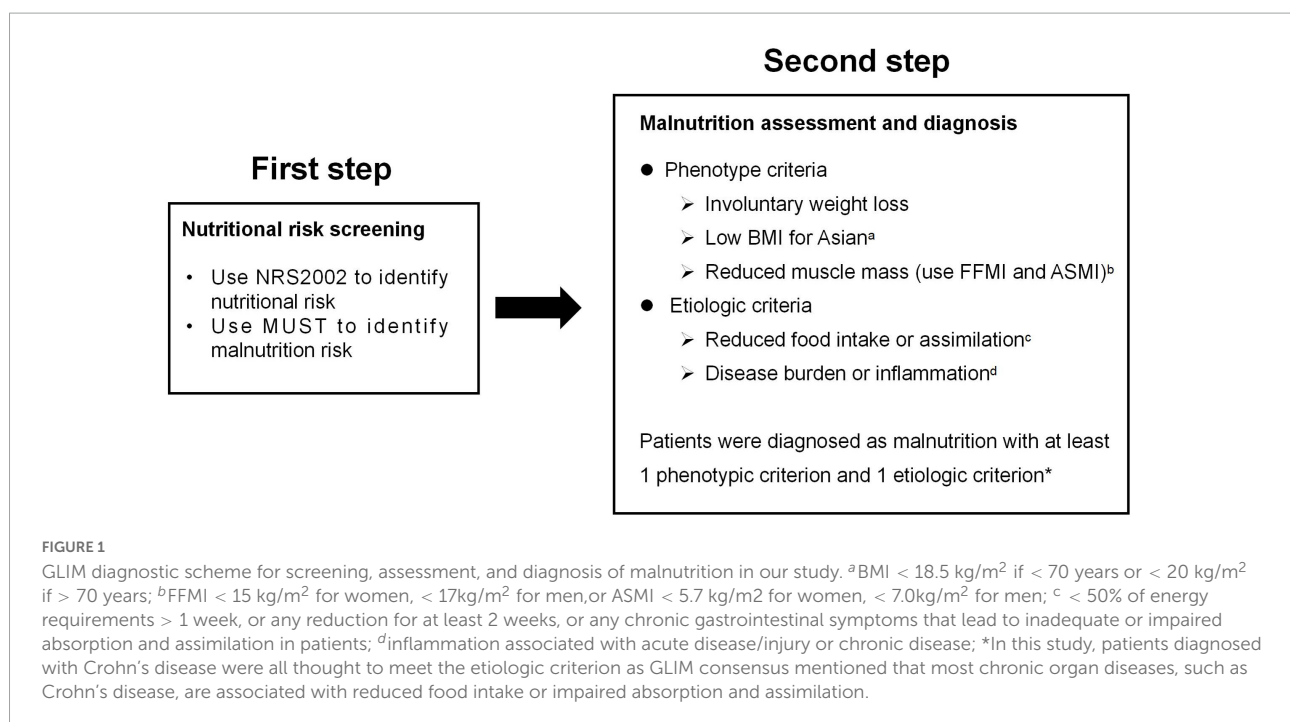 First step
Nutritional risk screening
• Use NRS2002 to identify
nutritional risk
• Use MUST to identify
malnutrition risk
Second step
Malnutrition assessment and diagnosis
● Phenotype criteria
➢ Involuntary weight loss
➢ Low BMI for Asianᵃ
➢ Reduced muscle mass (use FFMI and ASMI)ᵇ
● Etiologic criteria
➢ Reduced food intake or assimilationᶜ
➢ Disease burden or inflammationᵈ
Patients were diagnosed as malnutrition with at least
1 phenotypic criterion and 1 etiologic criterion*
FIGURE 1
GLIM diagnostic scheme for screening, assessment, and diagnosis of malnutrition in our study. ᵃBMI < 18.5 kg/m² if < 70 years or < 20 kg/m²
if > 70 years; ᵇFFMI < 15 kg/m² for women, < 17kg/m² for men,or ASMI < 5.7 kg/m2 for women, < 7.0kg/m² for men; ᶜ < 50% of energy
requirements > 1 week, or any reduction for at least 2 weeks, or any chronic gastrointestinal symptoms that lead to inadequate or impaired
absorption and assimilation in patients; ᵈinflammation associated with acute disease/injury or chronic disease; *In this study, patients diagnosed
with Crohn's disease were all thought to meet the etiologic criterion as GLIM consensus mentioned that most chronic organ diseases, such as
Crohn's disease, are associated with reduced food intake or impaired absorption and assimilation.